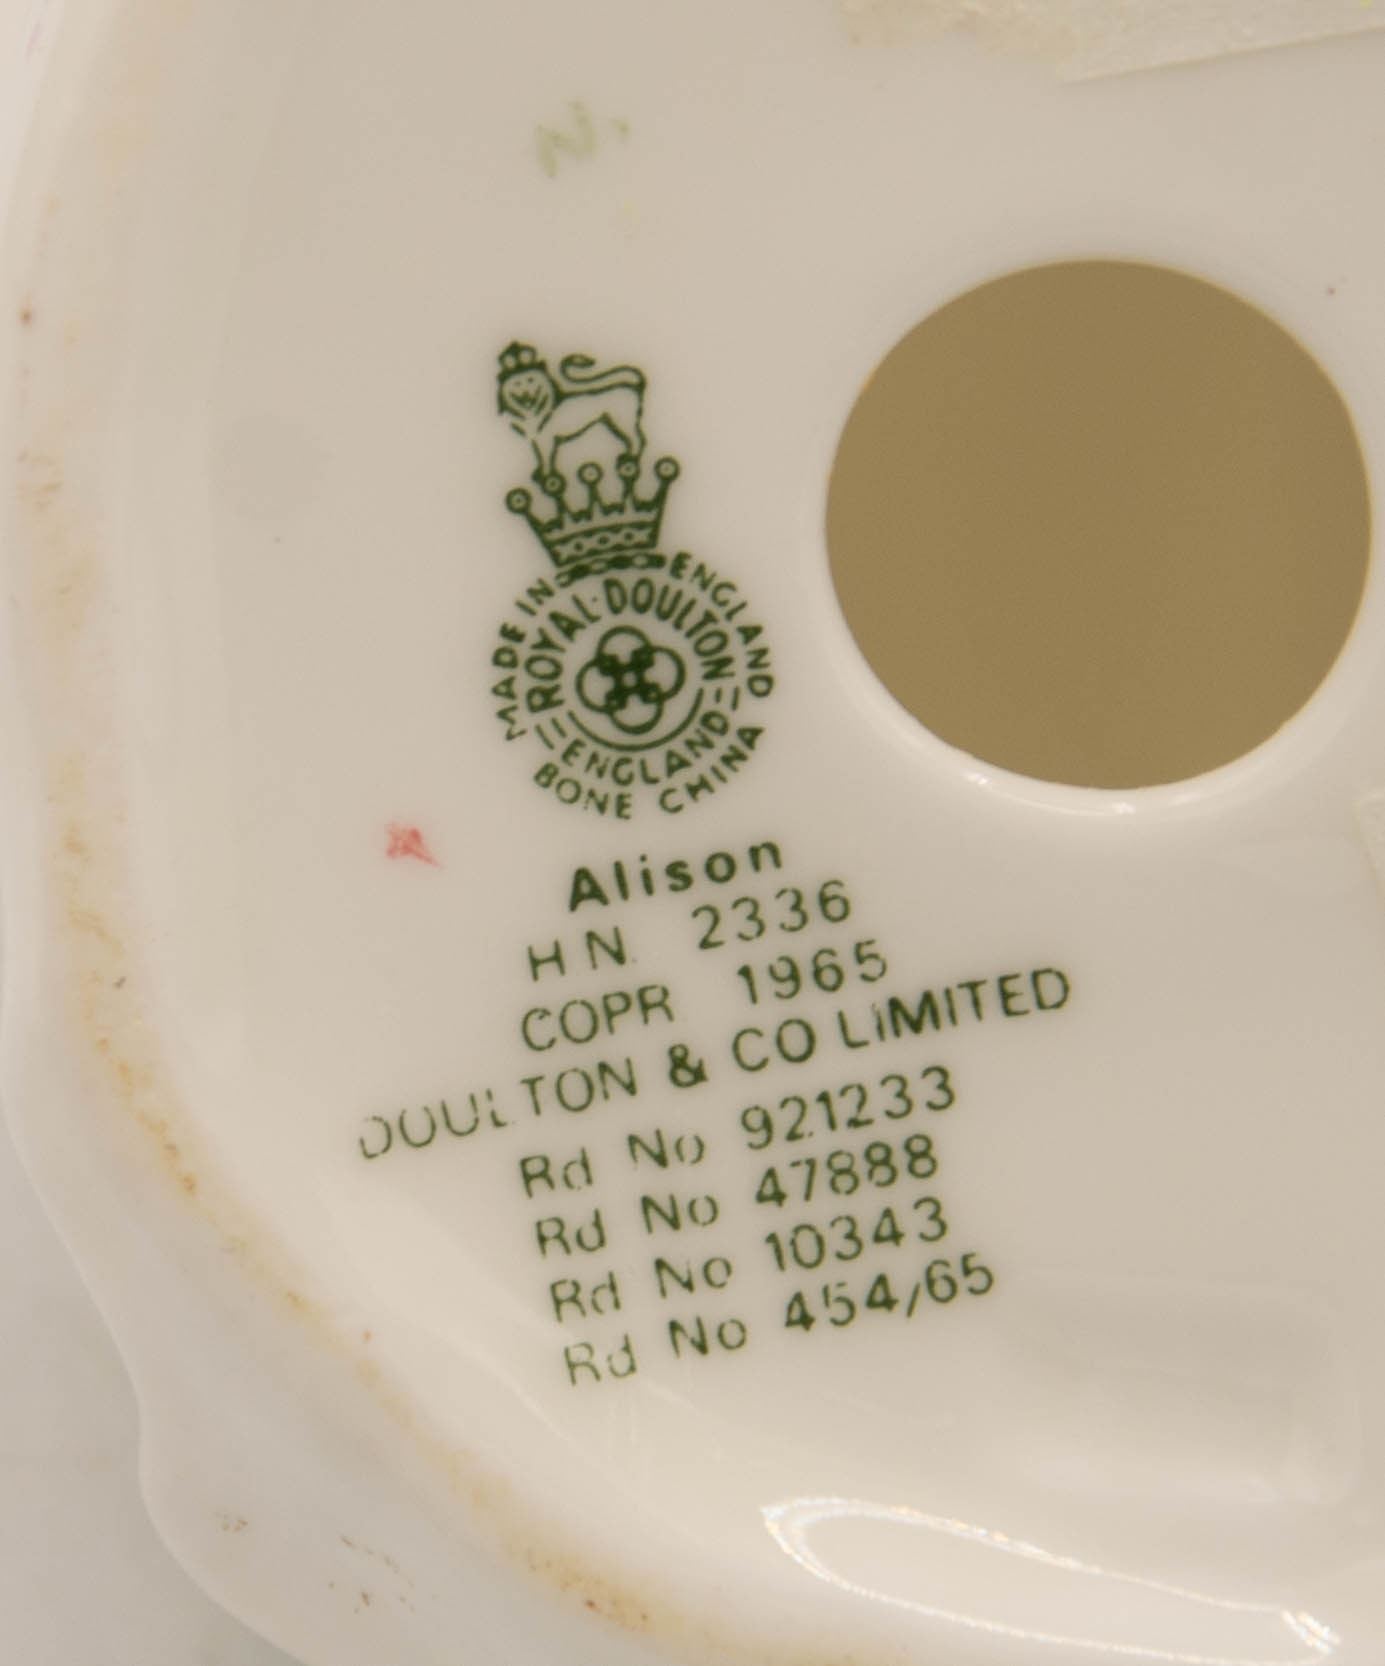 MADE IN ENGLAND
ROYAL·DOULTON
ENGLAND
BONE CHINA
Alison
HN. 2336
COPR 1965
DOULTON & CO LIMITED
Rd No 921233
Rd No 47888
Rd No 10343
Rd No 454/65